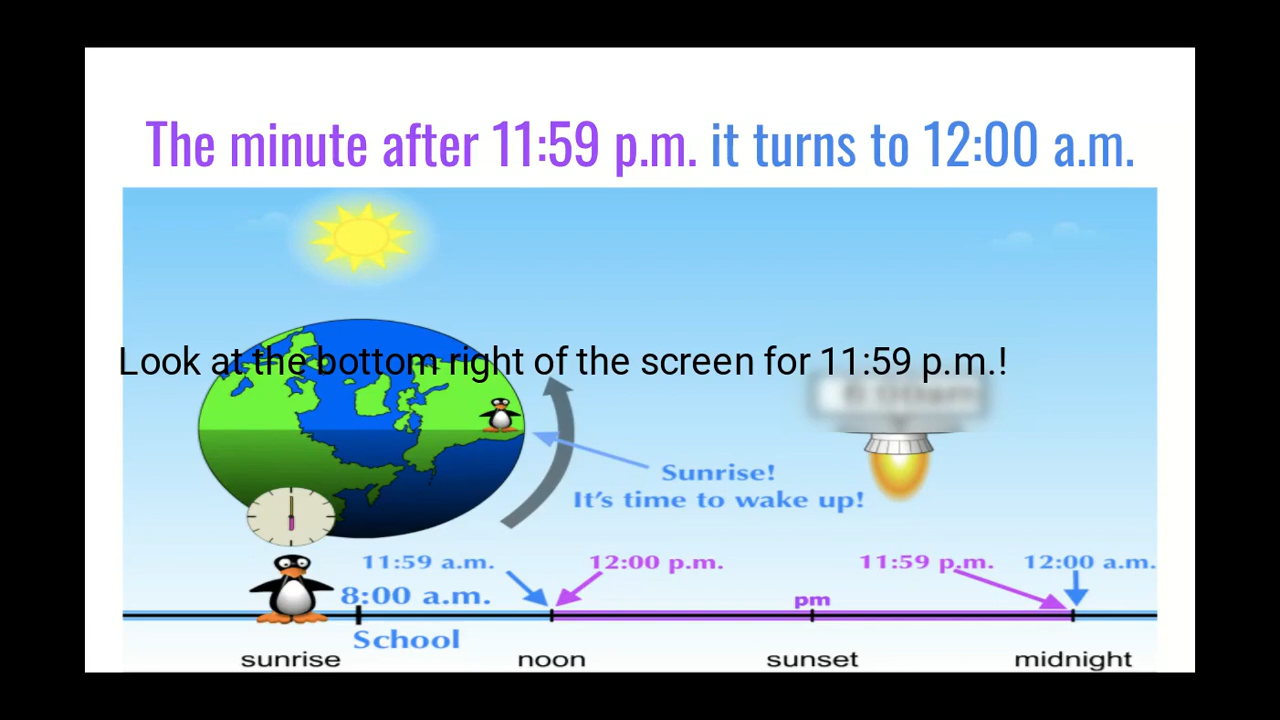 The minute after 11:59 p.m. it turns to 12:00 a.m.
Look at the bottom right of the screen for 11:59 p.m.!
Sunrise!
It's time to wake up!
11:59 a.m. 12:00 p.m. 11:59 p.m. 12:00 a.m.
8:00 a.m. pm
School
sunrise noon sunset midnight